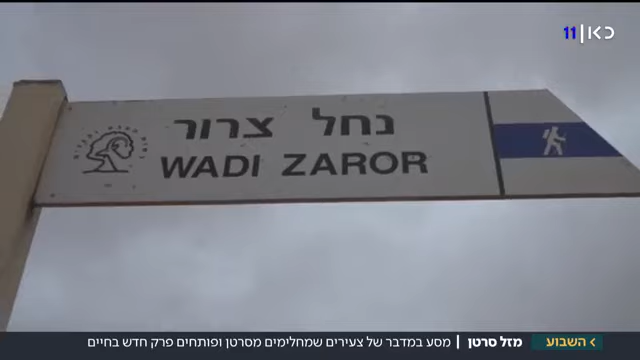 כאן|11
נחל צרור
WADI ZAROR
השבוע
מזל סרטן | מסע במדבר של צעירים שמחלימים מסרטן ופותחים פרק חדש בחיים